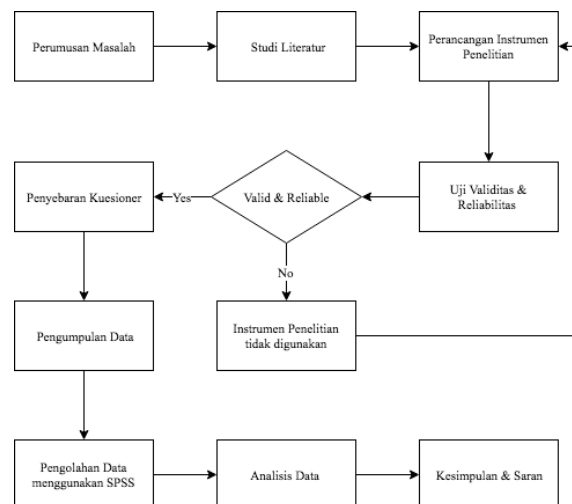 Perumusan Masalah
Studi Literatur
Perancangan Instrumen
Penelitian
Penyebaran Kuesioner
Yes
Valid & Reliable
Uji Validitas &
Reliabilitas
No
Pengumpulan Data
Instrumen Penelitian
tidak digunakan
Pengolahan Data
menggunakan SPSS
Analisis Data
Kesimpulan & Saran